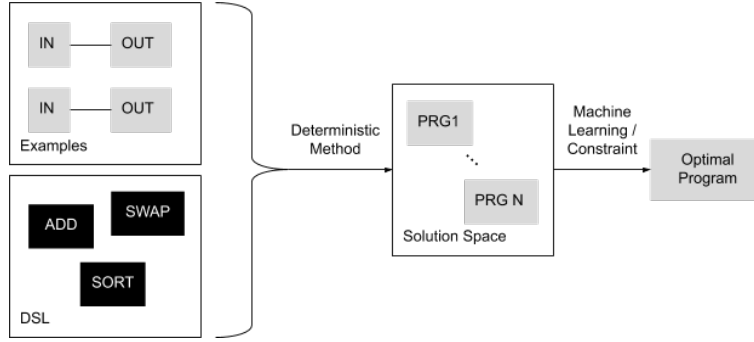 IN
OUT
IN
OUT
Examples
ADD
SWAP
SORT
DSL
Deterministic
Method
PRG1
PRG N
Solution Space
Machine
Learning /
Constraint
Optimal
Program